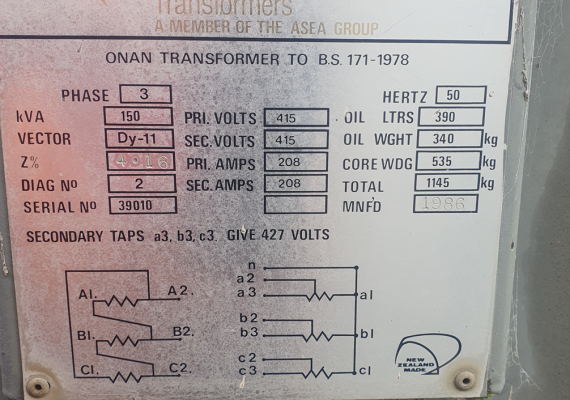 Transformers
A MEMBER OF THE ASEA GROUP
ONAN TRANSFORMER TO B.S. 171-1978
PHASE 3 HERTZ 50
kVA 150 PRI. VOLTS 415 OIL LTRS 390
VECTOR Dy-11 SEC. VOLTS 415 OIL WGHT 340 kg
Z% 4.316 PRI. AMPS 208 CORE WDG 535 kg
DIAG No 2 SEC. AMPS 208 TOTAL 1145 kg
SERIAL No 39010 MNFD 1986
SECONDARY TAPS a3, b3, c3. GIVE 427 VOLTS
n
a2
A1. A2. a3 a1
b2
B1. B2. b3 b1
c2
C1. C2. c3 c1
NEW
ZEALAND
MADE